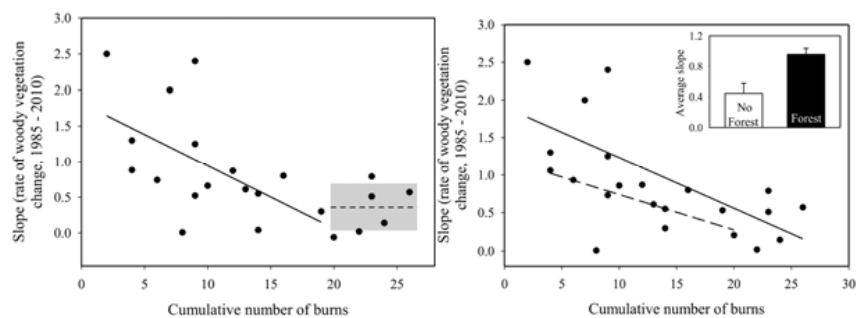 3.0
2.5
2.0
1.5
1.0
0.5
0.0
Slope (rate of woody vegetation
change, 1985 - 2010)
0 5 10 15 20 25
Cumulative number of burns
3.0
2.5
2.0
1.5
1.0
0.5
0.0
Slope (rate of woody vegetation
change, 1985 - 2010)
0 5 10 15 20 25 30
Cumulative number of burns
1.2
0.8
0.4
0.0
Average slope
No
Forest
Forest